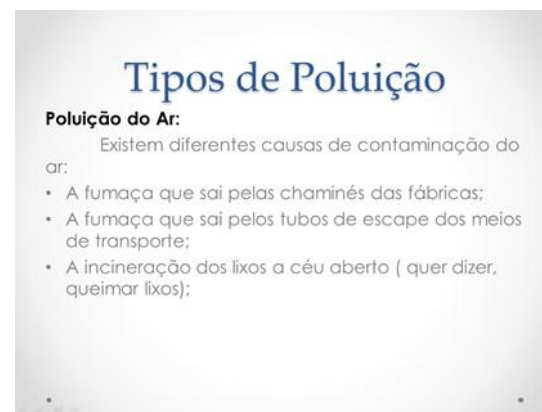 Tipos de Poluição
Poluição do Ar:
Existem diferentes causas de contaminação do
ar:
• A fumaça que sai pelas chaminés das fábricas;
• A fumaça que sai pelos tubos de escape dos meios
de transporte;
• A incineração dos lixos a céu aberto ( quer dizer,
queimar lixos);